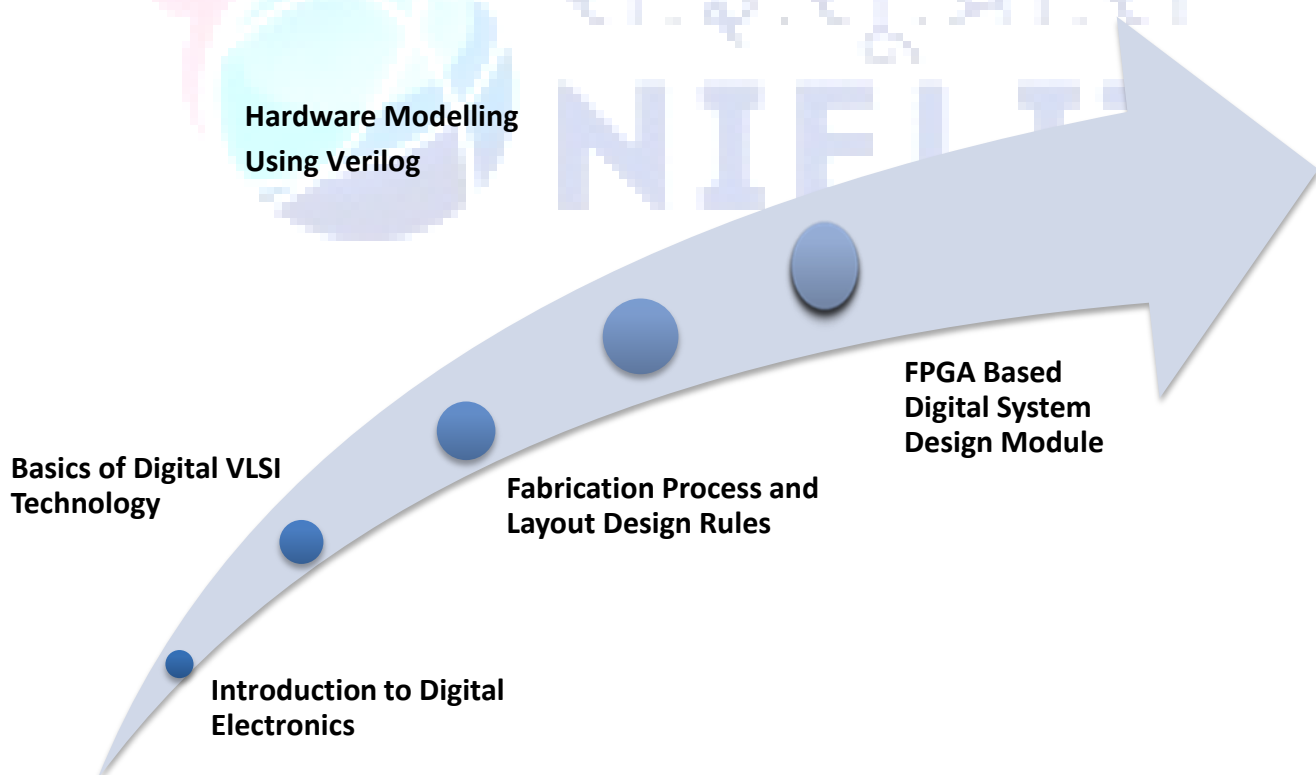 NIELIT
Hardware Modelling
Using Verilog
FPGA Based
Digital System
Design Module
Basics of Digital VLSI
Technology
Fabrication Process and
Layout Design Rules
Introduction to Digital
Electronics